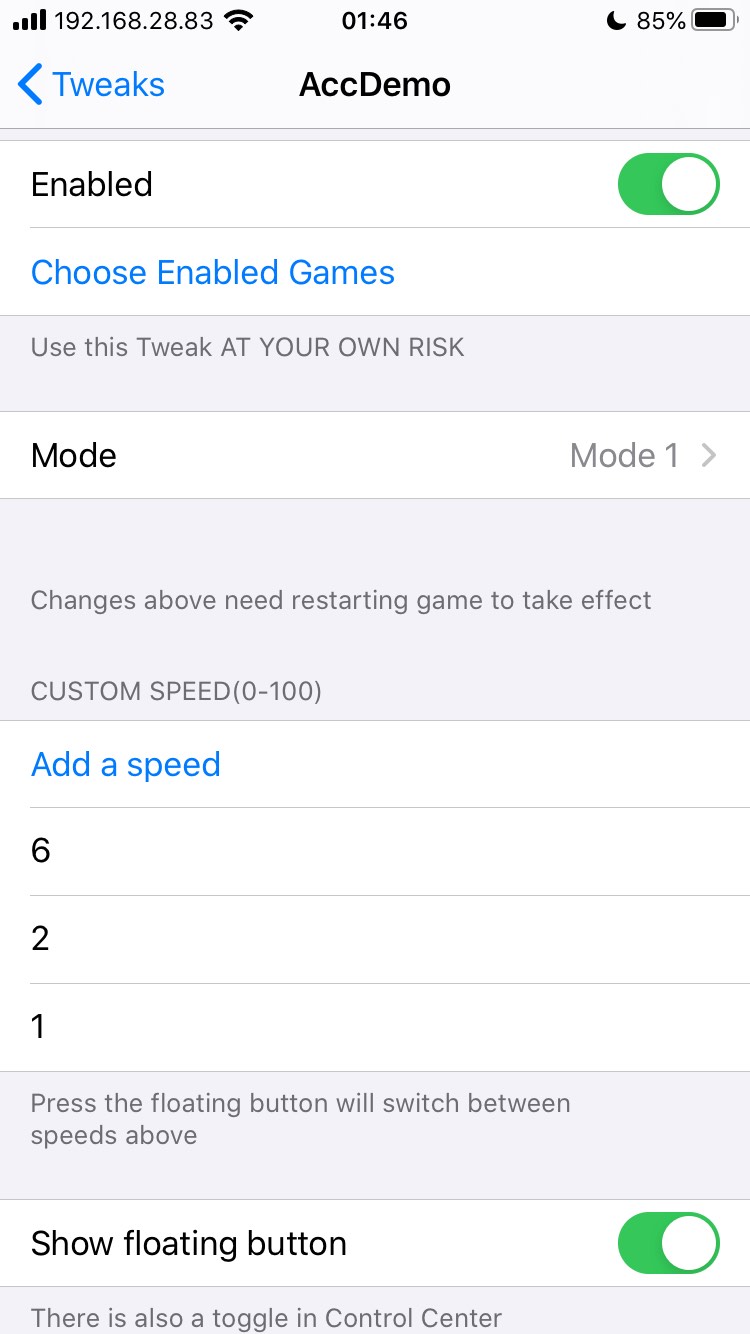 192.168.28.83 01:46 85%
Tweaks AccDemo
Enabled
Choose Enabled Games
Use this Tweak AT YOUR OWN RISK
Mode Mode 1
Changes above need restarting game to take effect
CUSTOM SPEED(0-100)
Add a speed
6
2
1
Press the floating button will switch between
speeds above
Show floating button
There is also a toggle in Control Center